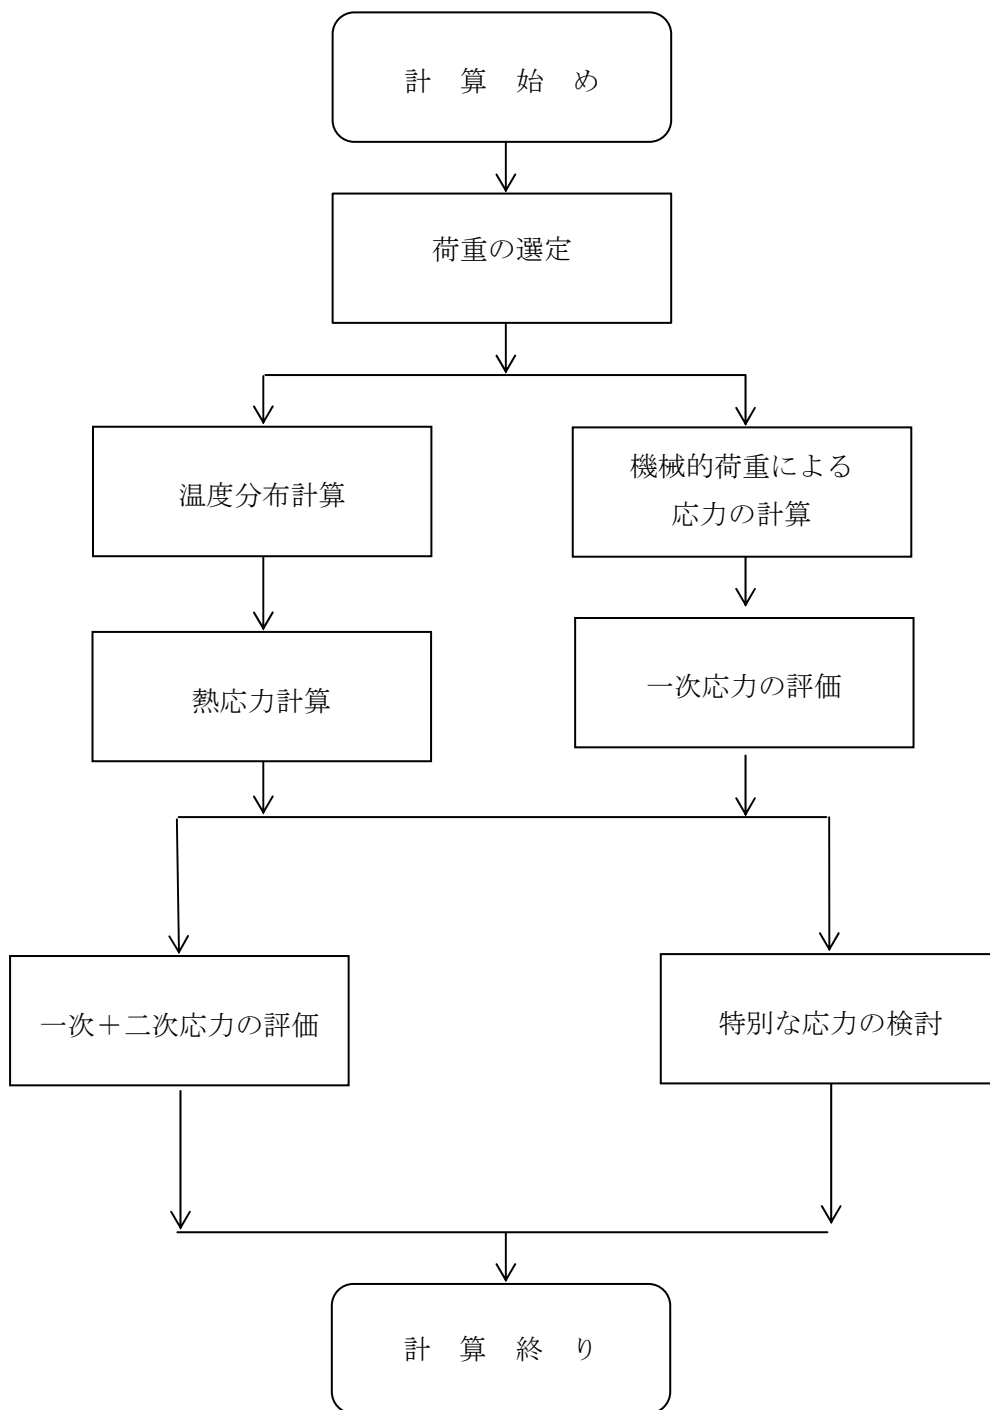 計 算 始 め
荷重の選定
温度分布計算
機械的荷重による
応力の計算
熱応力計算
一次応力の評価
一次＋二次応力の評価
特別な応力の検討
計 算 終 り